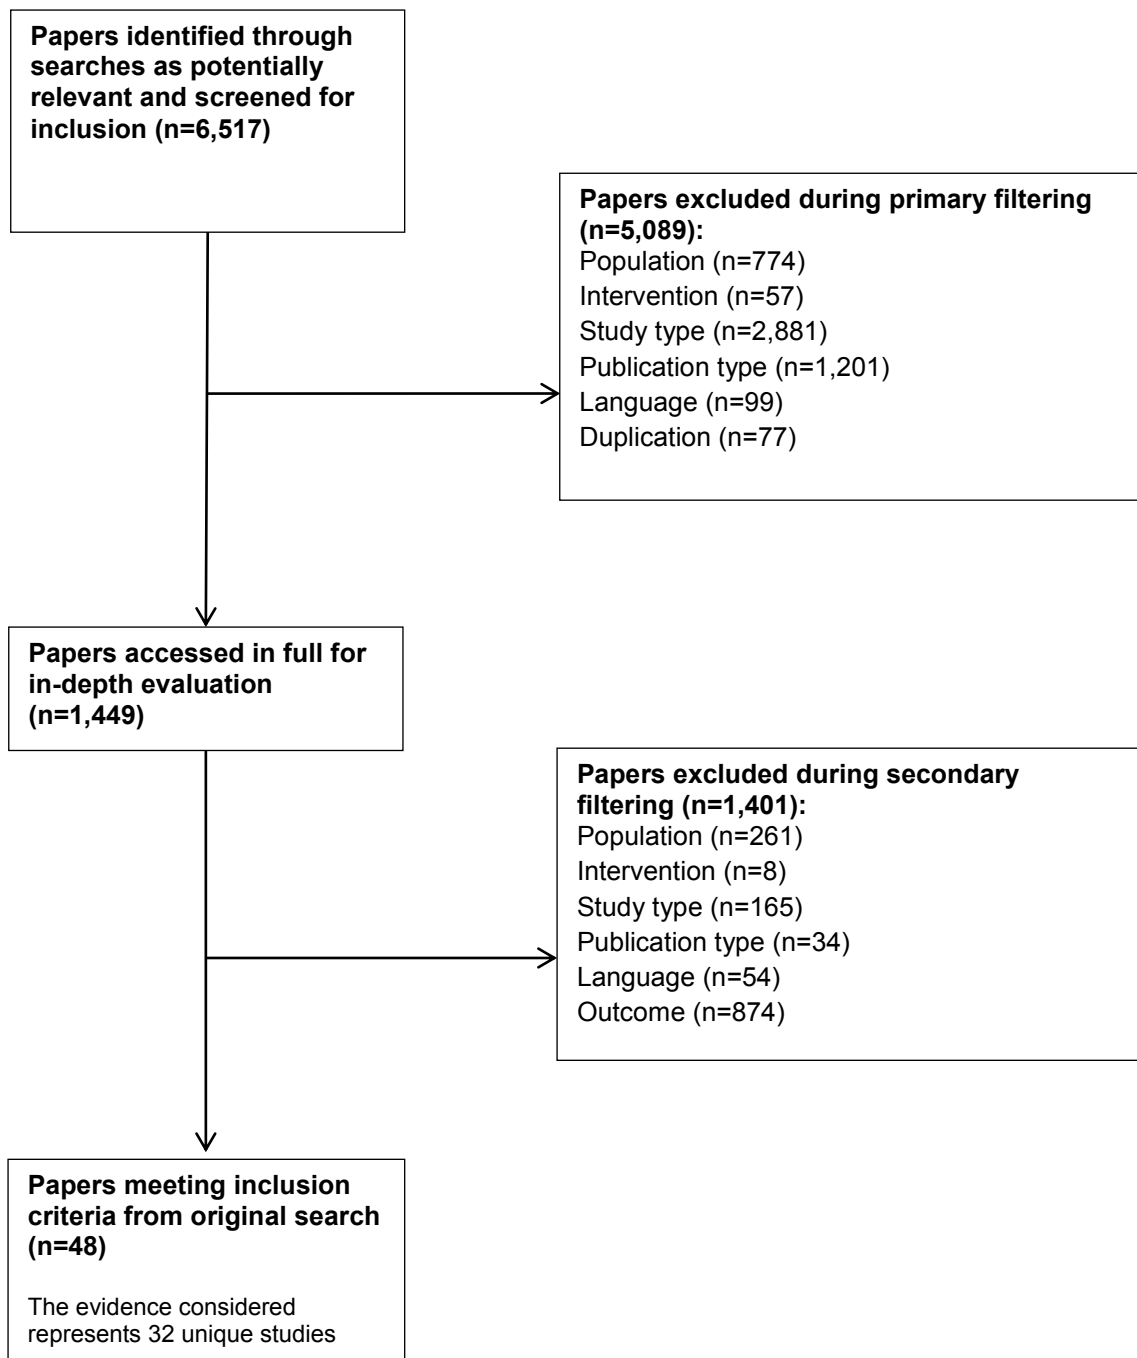 Papers identified through
searches as potentially
relevant and screened for
inclusion (n=6,517)
Papers excluded during primary filtering
(n=5,089):
Population (n=774)
Intervention (n=57)
Study type (n=2,881)
Publication type (n=1,201)
Language (n=99)
Duplication (n=77)
Papers accessed in full for
in-depth evaluation
(n=1,449)
Papers excluded during secondary
filtering (n=1,401):
Population (n=261)
Intervention (n=8)
Study type (n=165)
Publication type (n=34)
Language (n=54)
Outcome (n=874)
Papers meeting inclusion
criteria from original search
(n=48)
The evidence considered
represents 32 unique studies